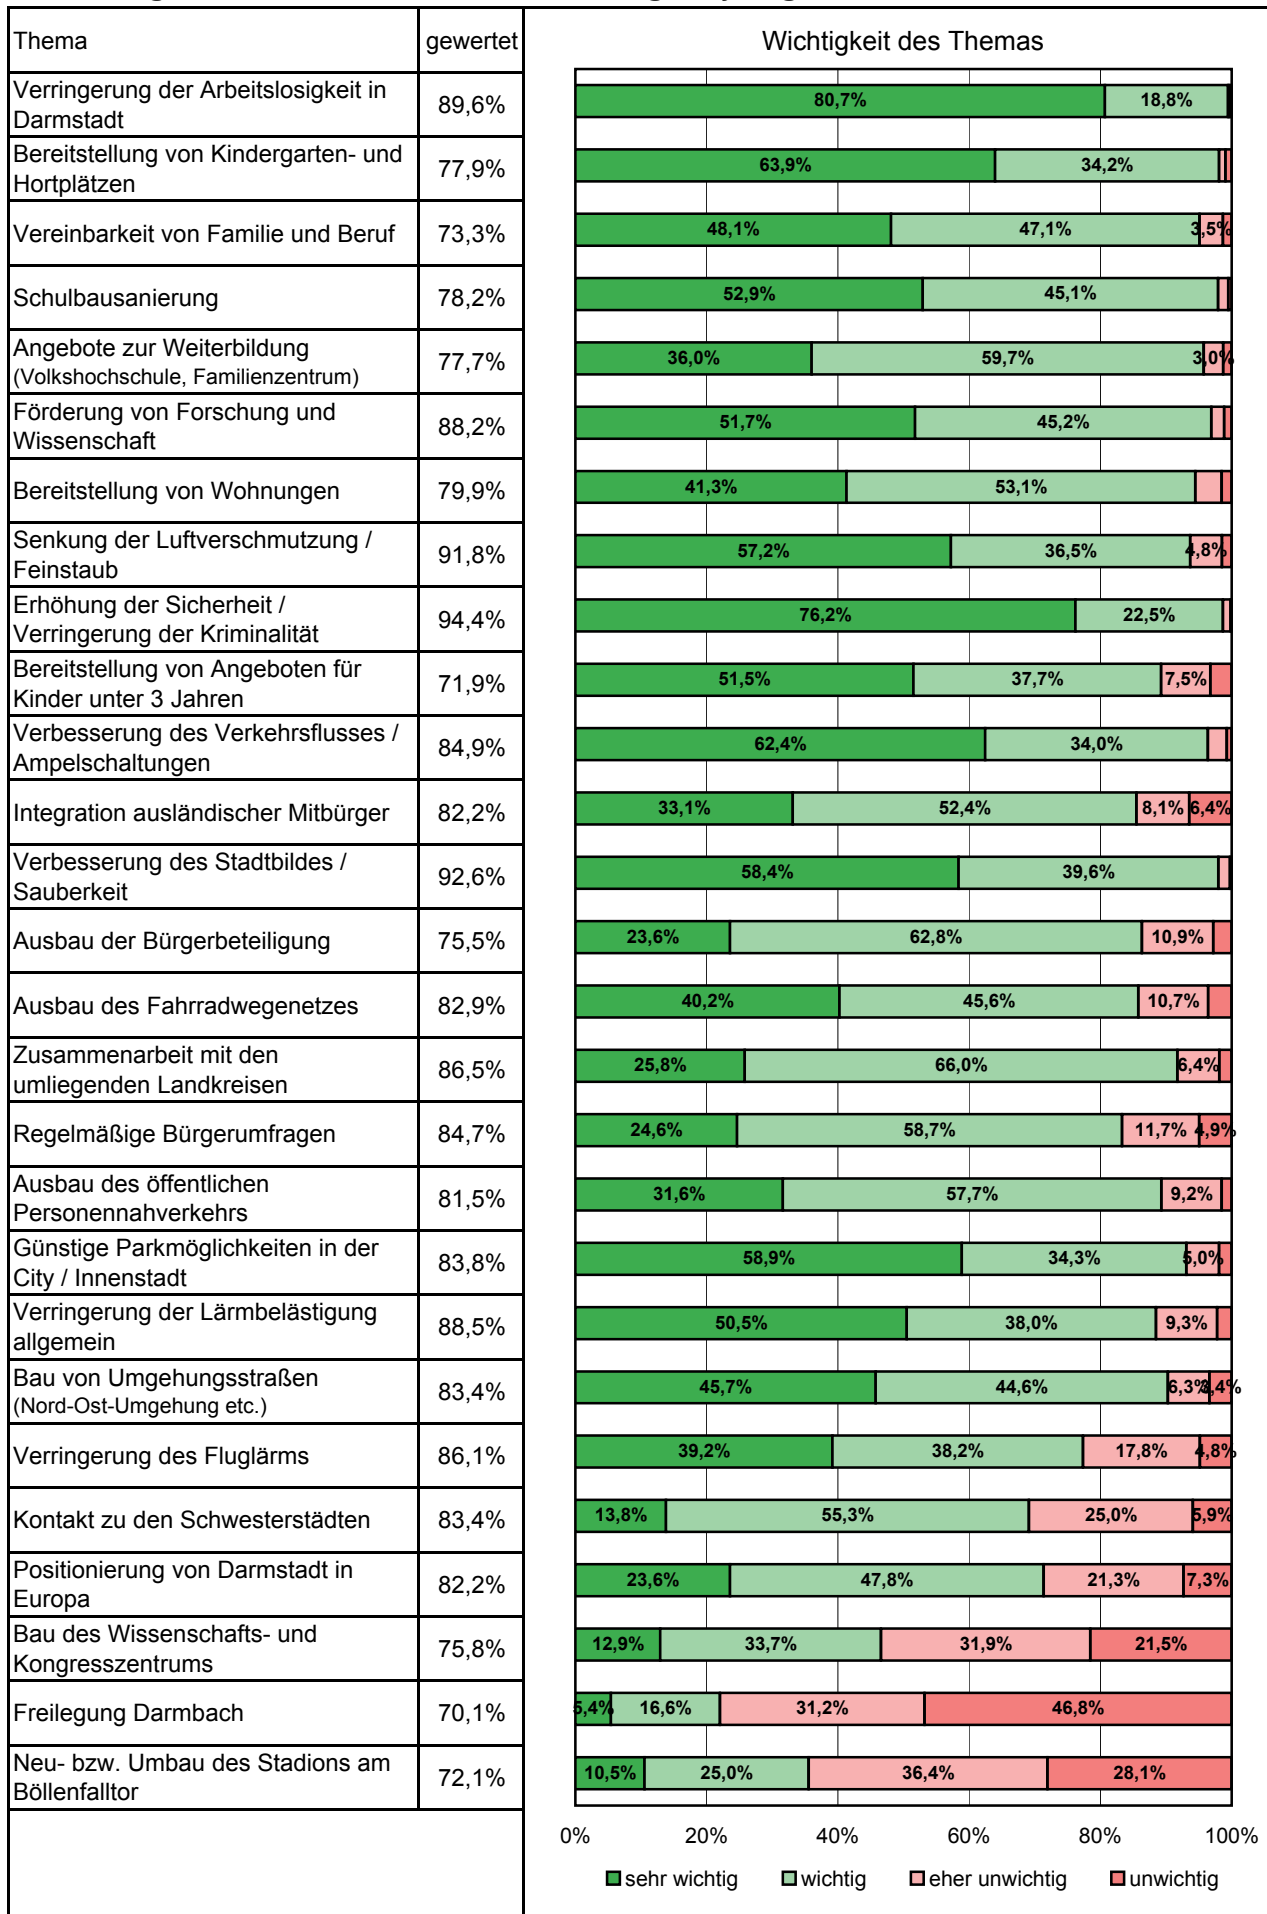 Thema gewertet Wichtigkeit des Themas
Verringerung der Arbeitslosigkeit in
Darmstadt
89,6% 80,7% 18,8%
Bereitstellung von Kindergarten- und
Hortplätzen
77,9% 63,9% 34,2%
Vereinbarkeit von Familie und Beruf 73,3% 48,1% 47,1% 3,5%
Schulbausanierung 78,2% 52,9% 45,1%
Angebote zur Weiterbildung
(Volkshochschule, Familienzentrum)
77,7% 36,0% 59,7% 3,0%
Förderung von Forschung und
Wissenschaft
88,2% 51,7% 45,2%
Bereitstellung von Wohnungen 79,9% 41,3% 53,1%
Senkung der Luftverschmutzung /
Feinstaub
91,8% 57,2% 36,5% 4,8%
Erhöhung der Sicherheit /
Verringerung der Kriminalität
94,4% 76,2% 22,5%
Bereitstellung von Angeboten für
Kinder unter 3 Jahren
71,9% 51,5% 37,7% 7,5%
Verbesserung des Verkehrsflusses /
Ampelschaltungen
84,9% 62,4% 34,0%
Integration ausländischer Mitbürger 82,2% 33,1% 52,4% 8,1% 6,4%
Verbesserung des Stadtbildes /
Sauberkeit
92,6% 58,4% 39,6%
Ausbau der Bürgerbeteiligung 75,5% 23,6% 62,8% 10,9%
Ausbau des Fahrradwegenetzes 82,9% 40,2% 45,6% 10,7%
Zusammenarbeit mit den
umliegenden Landkreisen
86,5% 25,8% 66,0% 6,4%
Regelmäßige Bürgerumfragen 84,7% 24,6% 58,7% 11,7% 4,9%
Ausbau des öffentlichen
Personennahverkehrs
81,5% 31,6% 57,7% 9,2%
Günstige Parkmöglichkeiten in der
City / Innenstadt
83,8% 58,9% 34,3% 5,0%
Verringerung der Lärmbelästigung
allgemein
88,5% 50,5% 38,0% 9,3%
Bau von Umgehungsstraßen
(Nord-Ost-Umgehung etc.)
83,4% 45,7% 44,6% 6,3% 3,4%
Verringerung des Fluglärms 86,1% 39,2% 38,2% 17,8% 4,8%
Kontakt zu den Schwesterstädten 83,4% 13,8% 55,3% 25,0% 5,9%
Positionierung von Darmstadt in
Europa
82,2% 23,6% 47,8% 21,3% 7,3%
Bau des Wissenschafts- und
Kongresszentrums
75,8% 12,9% 33,7% 31,9% 21,5%
Freilegung Darmbach 70,1% 5,4% 16,6% 31,2% 46,8%
Neu- bzw. Umbau des Stadions am
Böllenfalltor
72,1% 10,5% 25,0% 36,4% 28,1%
0% 20% 40% 60% 80% 100%
sehr wichtig wichtig eher unwichtig unwichtig